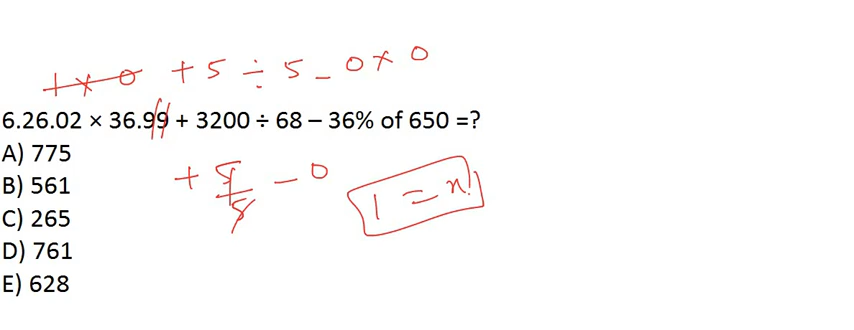 1 × 0 + 5 ÷ 5 - 0 × 0
6.26.02 × 36.99 + 3200 ÷ 68 – 36% of 650 =?
A) 775
B) 561
C) 265
D) 761
E) 628
+ 5/5 - 0
1 = n!